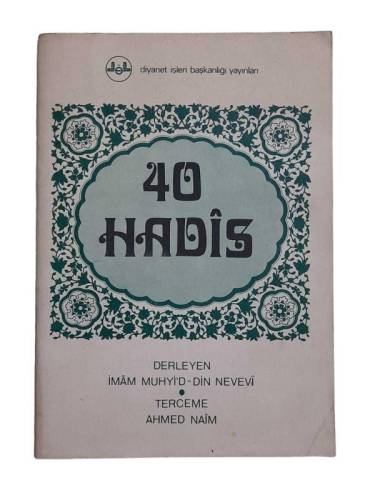 diyanet işleri başkanlığı yayınları
40
HADÎS
DERLEYEN
İMÂM MUHYİ'D-DİN NEVEVÎ
TERCEME
AHMED NAİM